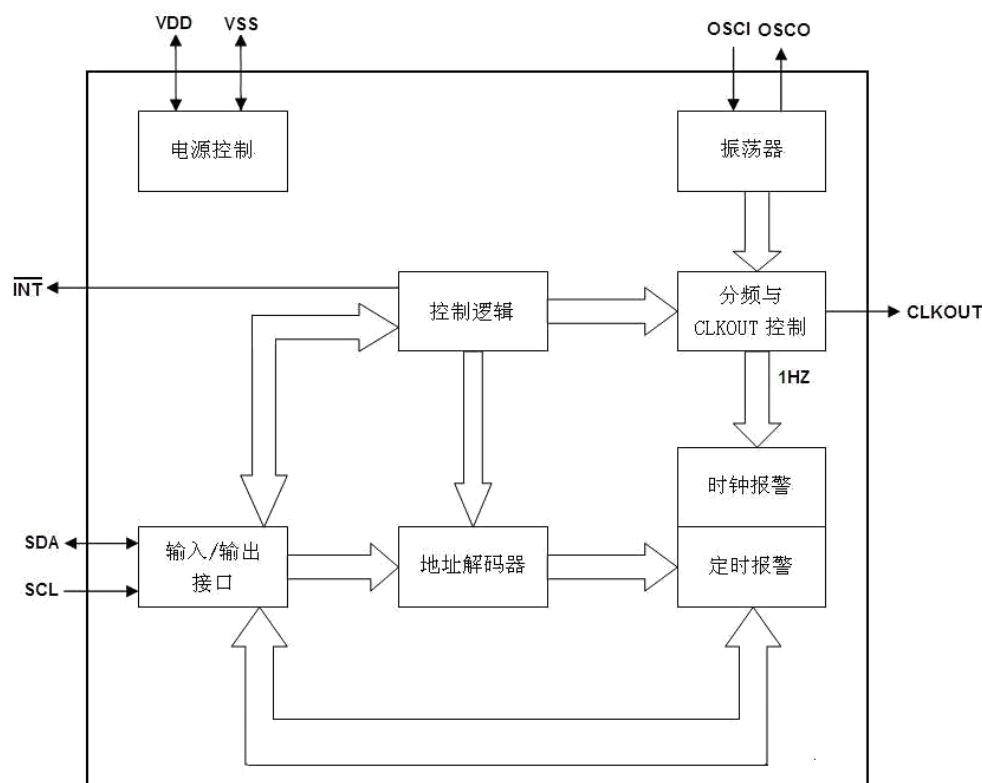 VDD VSS
OSCI OSCO
电源控制
振荡器
INT
控制逻辑
分频与
CLKOUT 控制
CLKOUT
1HZ
时钟报警
SDA
SCL
输入/输出
接口
地址解码器
定时报警